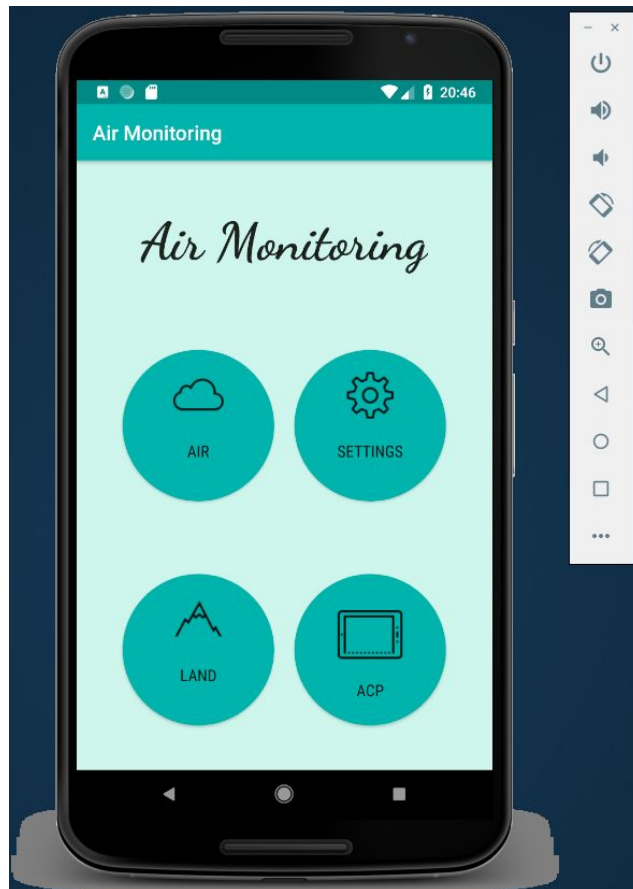 20:46
Air Monitoring
Air Monitoring
AIR
SETTINGS
LAND
ACP